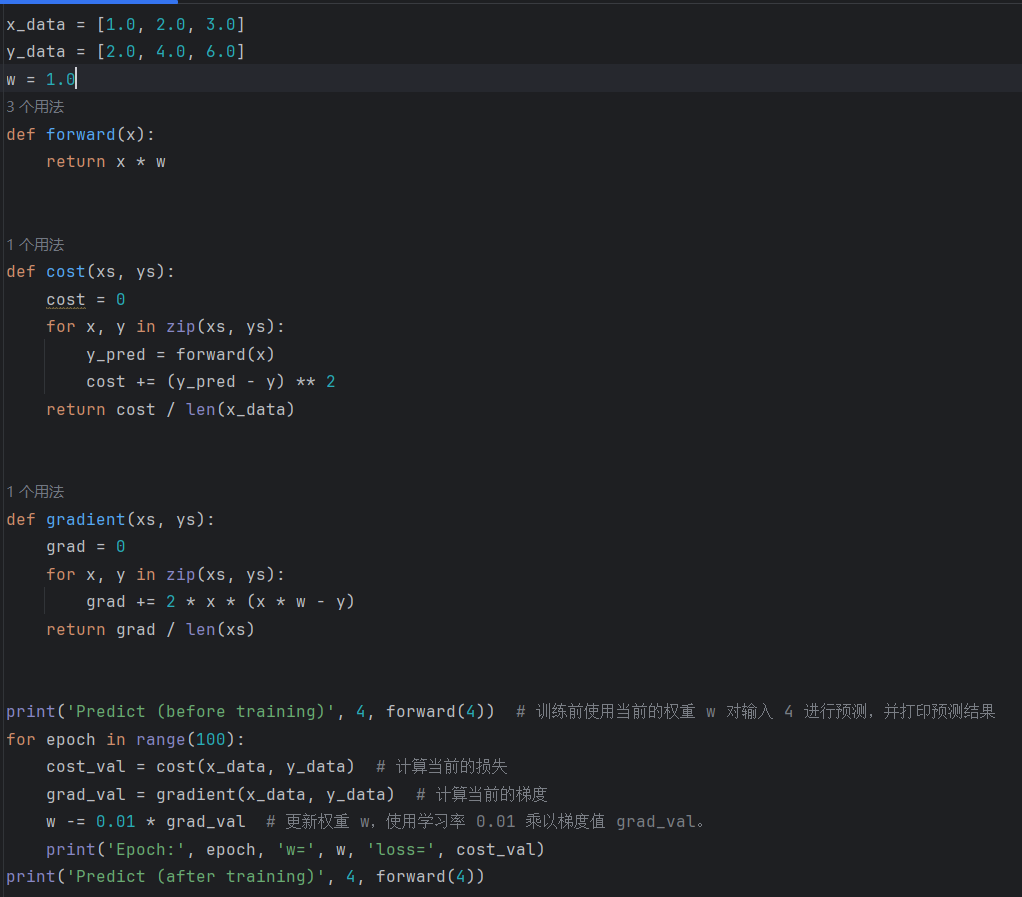 x_data = [1.0, 2.0, 3.0]
y_data = [2.0, 4.0, 6.0]
w = 1.0
3 个用法
def forward(x):
    return x * w
1 个用法
def cost(xs, ys):
    cost = 0
    for x, y in zip(xs, ys):
        y_pred = forward(x)
        cost += (y_pred - y) ** 2
    return cost / len(x_data)
1 个用法
def gradient(xs, ys):
    grad = 0
    for x, y in zip(xs, ys):
        grad += 2 * x * (x * w - y)
    return grad / len(xs)
print('Predict (before training)', 4, forward(4))  # 训练前使用当前的权重 w 对输入 4 进行预测，并打印预测结果
for epoch in range(100):
    cost_val = cost(x_data, y_data)  # 计算当前的损失
    grad_val = gradient(x_data, y_data)  # 计算当前的梯度
    w -= 0.01 * grad_val  # 更新权重 w，使用学习率 0.01 乘以梯度值 grad_val。
    print('Epoch:', epoch, 'w=', w, 'loss=', cost_val)
print('Predict (after training)', 4, forward(4))